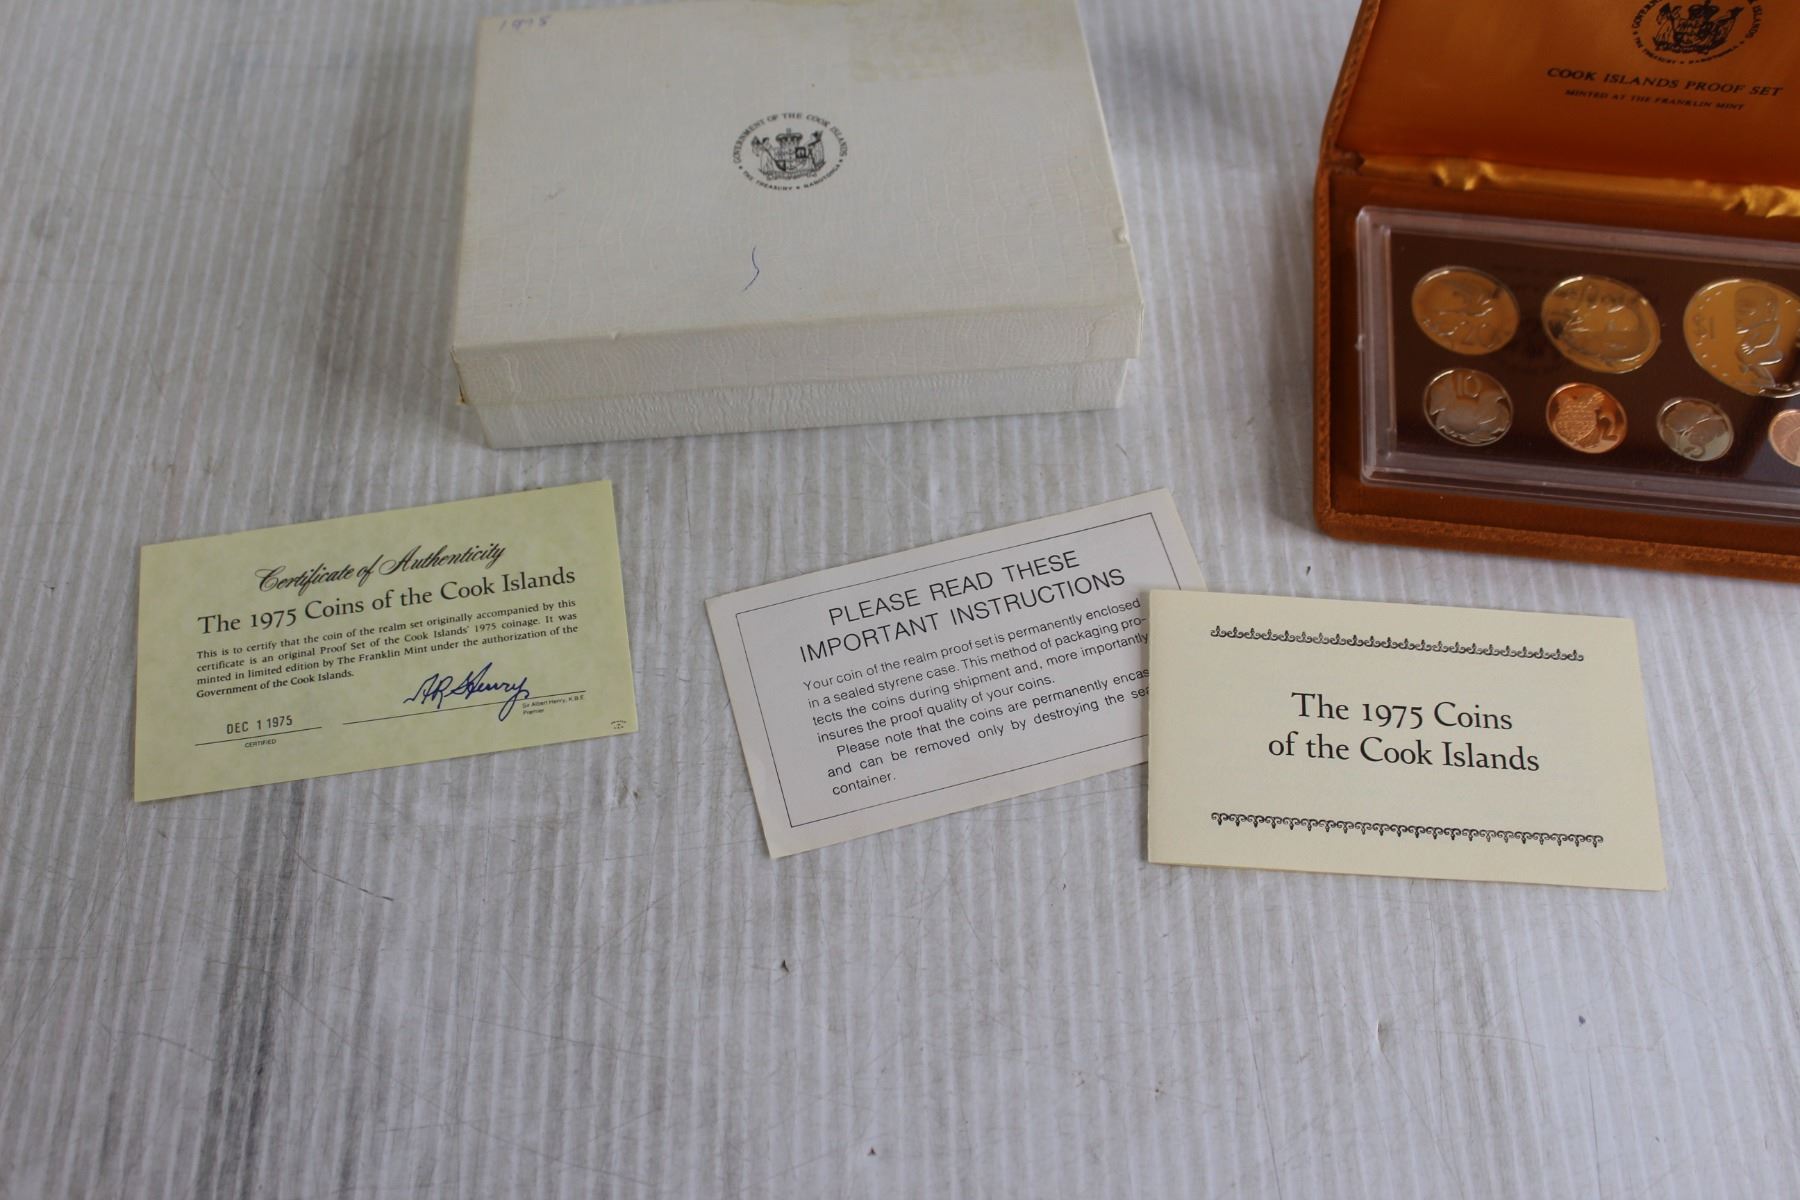 1975
GOVERNMENT OF THE COOK ISLANDS
THE TREASURY • RAROTONGA
COOK ISLANDS PROOF SET
MINTED AT THE FRANKLIN MINT
20
$1
10
2
5
Certificate of Authenticity
The 1975 Coins of the Cook Islands
This is to certify that the coin of the realm set originally accompanied by this
certificate is an original Proof Set of the Cook Islands' 1975 coinage. It was
minted in limited edition by The Franklin Mint under the authorization of the
Government of the Cook Islands.
DEC 1 1975
CERTIFIED
Sir Albert Henry, K.B.E.
Premier
PLEASE READ THESE
IMPORTANT INSTRUCTIONS
Your coin of the realm proof set is permanently enclosed
in a sealed styrene case. This method of packaging pro-
tects the coins during shipment and, more importantly
insures the proof quality of your coins.
Please note that the coins are permanently encas
and can be removed only by destroying the sea
container.
The 1975 Coins
of the Cook Islands